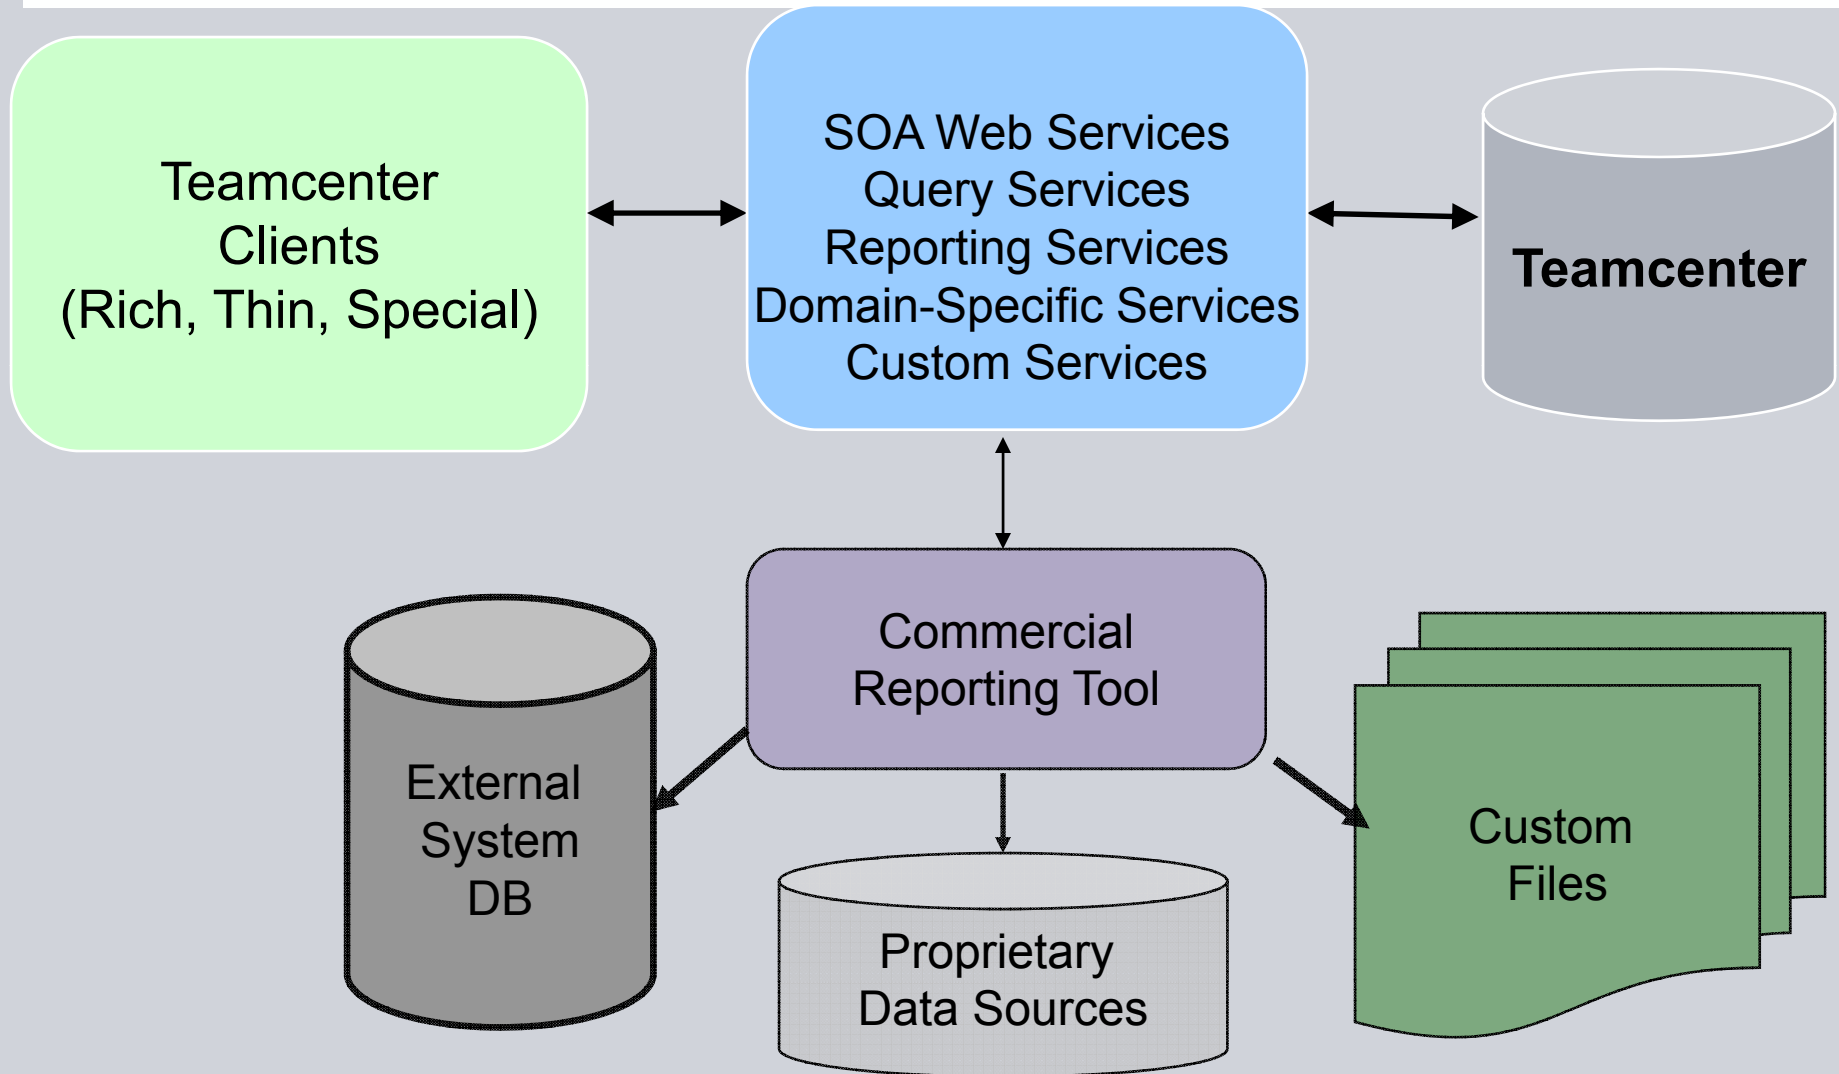 Teamcenter
Clients
(Rich, Thin, Special)
SOA Web Services
Query Services
Reporting Services
Domain-Specific Services
Custom Services
Teamcenter
Commercial
Reporting Tool
External
System
DB
Proprietary
Data Sources
Custom
Files